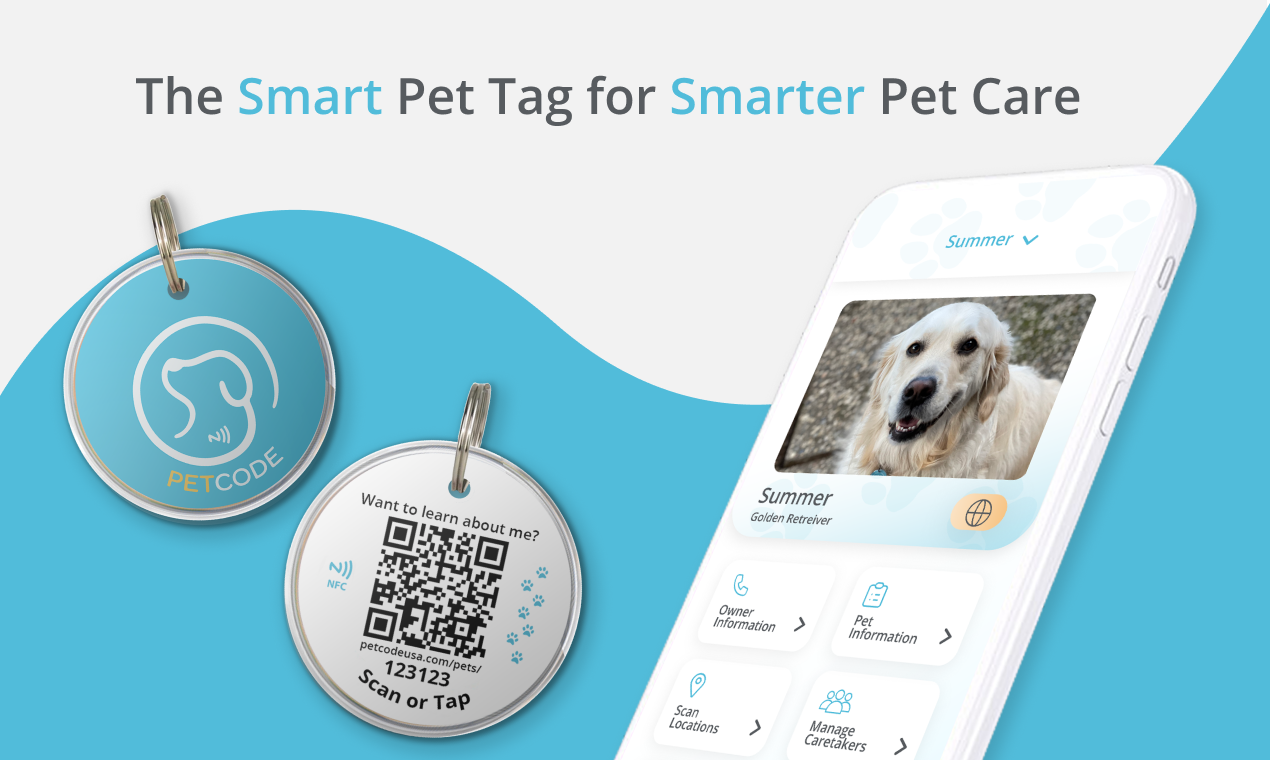 The Smart Pet Tag for Smarter Pet Care
PETCODE
Want to learn about me?
NFC
petcodeusa.com/pets/
123123
Scan or Tap
Summer
Summer
Golden Retreiver
Owner
Information
Pet
Information
Scan
Locations
Manage
Caretakers